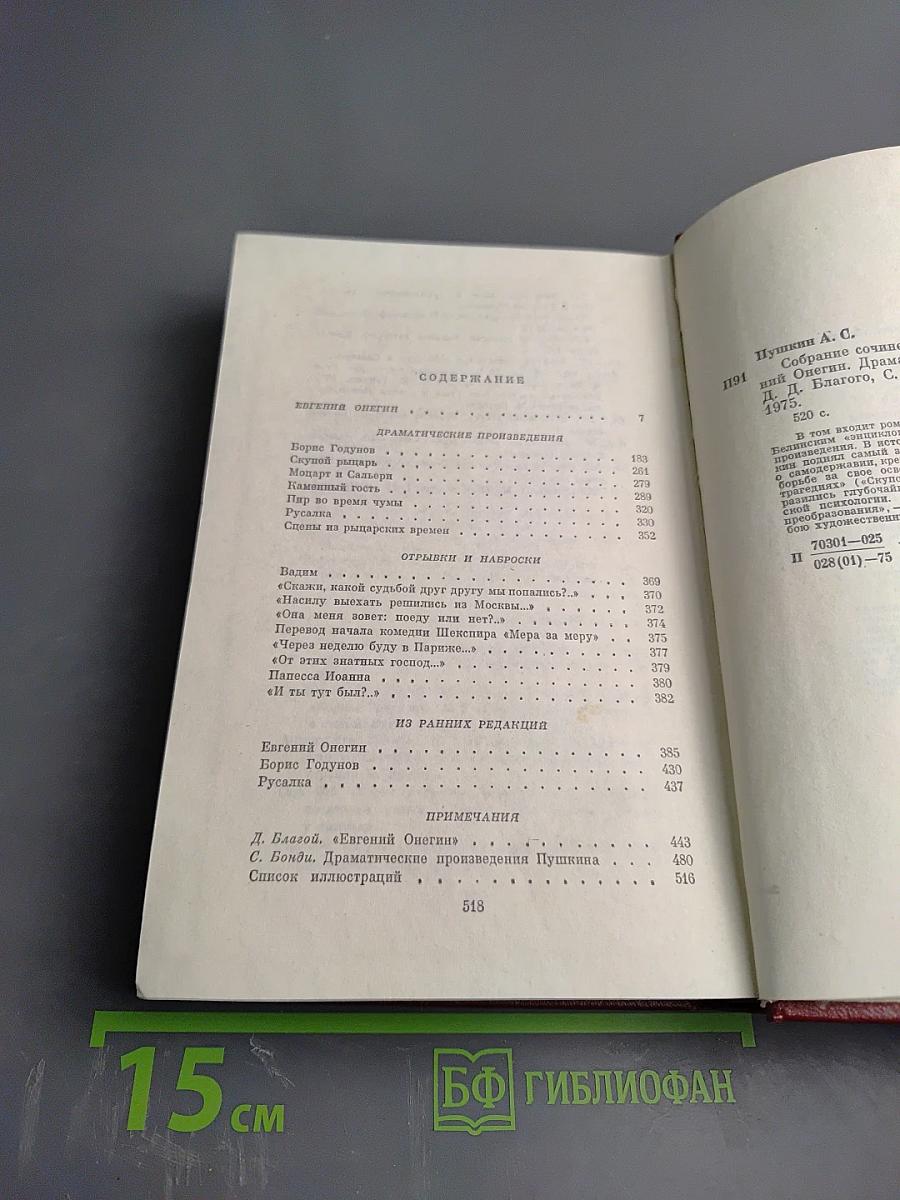 СОДЕРЖАНИЕ
ЕВГЕНИЙ ОНЕГИН . . . . . . . . . . . . . . . . 7
ДРАМАТИЧЕСКИЕ ПРОИЗВЕДЕНИЯ
Борис Годунов . . . . . . . . . . . . . . . . 183
Скупой рыцарь . . . . . . . . . . . . . . . . 261
Моцарт и Сальери . . . . . . . . . . . . . . 279
Каменный гость . . . . . . . . . . . . . . . 289
Пир во время чумы . . . . . . . . . . . . . 320
Русалка . . . . . . . . . . . . . . . . . . . 330
Сцены из рыцарских времен . . . . . . . . . 352
ОТРЫВКИ И НАБРОСКИ
Вадим . . . . . . . . . . . . . . . . . . . . 369
«Скажи, какой судьбой друг другу мы попались?..» . . . 370
«Насилу выехать решились из Москвы...» . . . . . . 372
«Она меня зовет: поеду или нет?..» . . . . . . . 374
Перевод начала комедии Шекспира «Мера за меру» . . 375
«Через неделю буду в Париже...» . . . . . . . . . 377
«От этих знатных господ...» . . . . . . . . . . . 379
Папесса Иоанна . . . . . . . . . . . . . . . . 380
«И ты тут был?..» . . . . . . . . . . . . . . . 382
ИЗ РАННИХ РЕДАКЦИЙ
Евгений Онегин . . . . . . . . . . . . . . . . 385
Борис Годунов . . . . . . . . . . . . . . . . 430
Русалка . . . . . . . . . . . . . . . . . . . 437
ПРИМЕЧАНИЯ
Д. Благой. «Евгений Онегин» . . . . . . . . . . 443
С. Бонди. Драматические произведения Пушкина . . . 480
Список иллюстраций . . . . . . . . . . . . . . 516
518
Пушкин А. С.
П91 Собрание сочине
ний Онегин. Драма
Д. Д. Благого, С.
1975.
520 с.
В том входит ром
Белинским «энцикло
произведения. В исто
кин поднял самый з
о самодержавии, кре
борьбе за свое осво
трагедиях» («Скупо
разились глубочай
ской психологии.
преобразования», —
бою художественн
П 70301—025
028(01)—75
15 см
БФ ГИБЛИОФАН